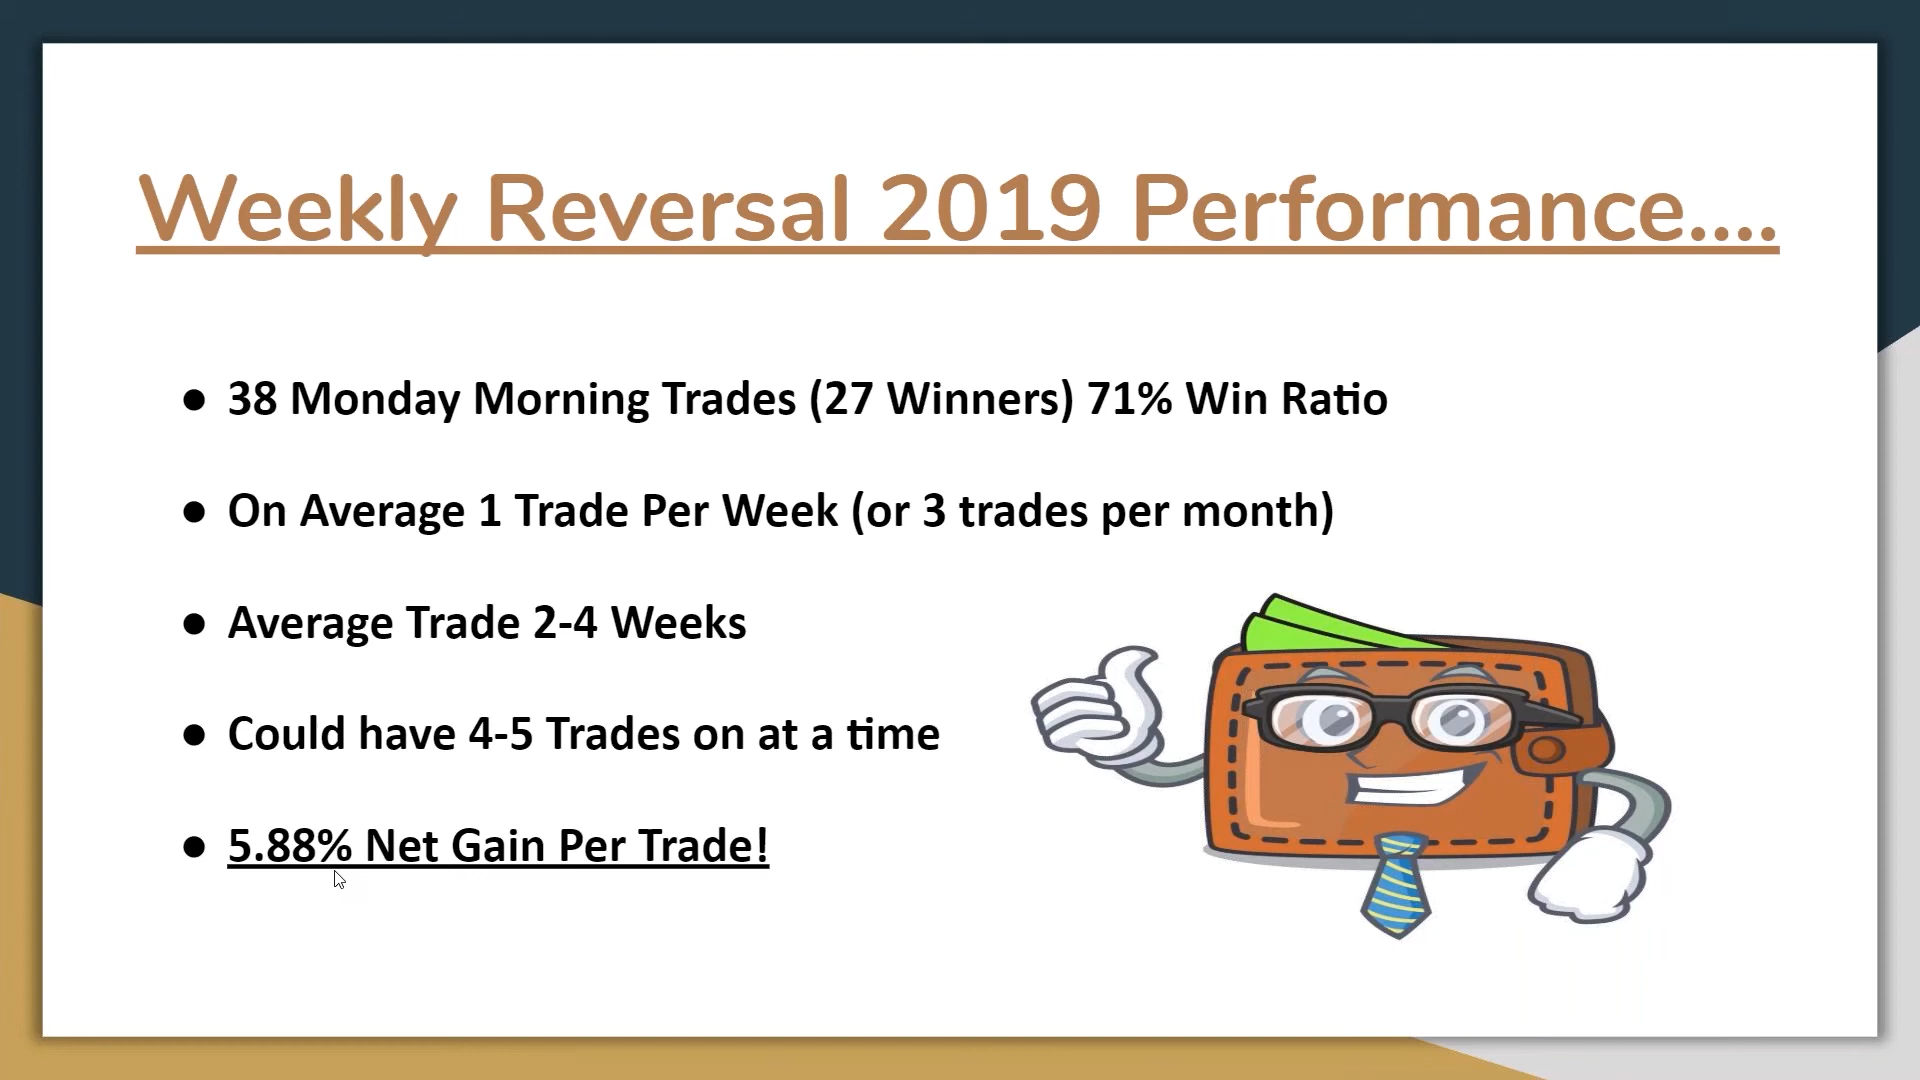 Weekly Reversal 2019 Performance....
● 38 Monday Morning Trades (27 Winners) 71% Win Ratio
● On Average 1 Trade Per Week (or 3 trades per month)
● Average Trade 2-4 Weeks
● Could have 4-5 Trades on at a time
● 5.88% Net Gain Per Trade!